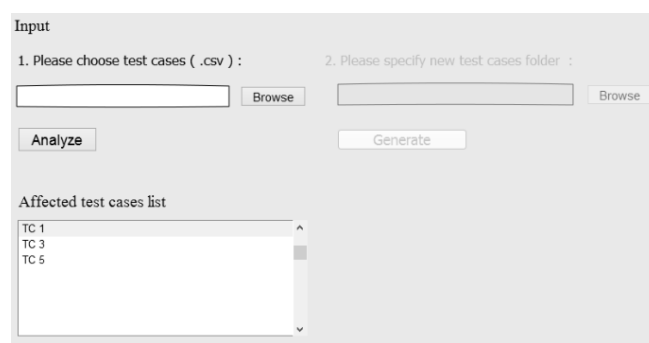 Input
1. Please choose test cases ( .csv ) :
2. Please specify new test cases folder :
Browse
Browse
Analyze
Generate
Affected test cases list
TC 1
TC 3
TC 5